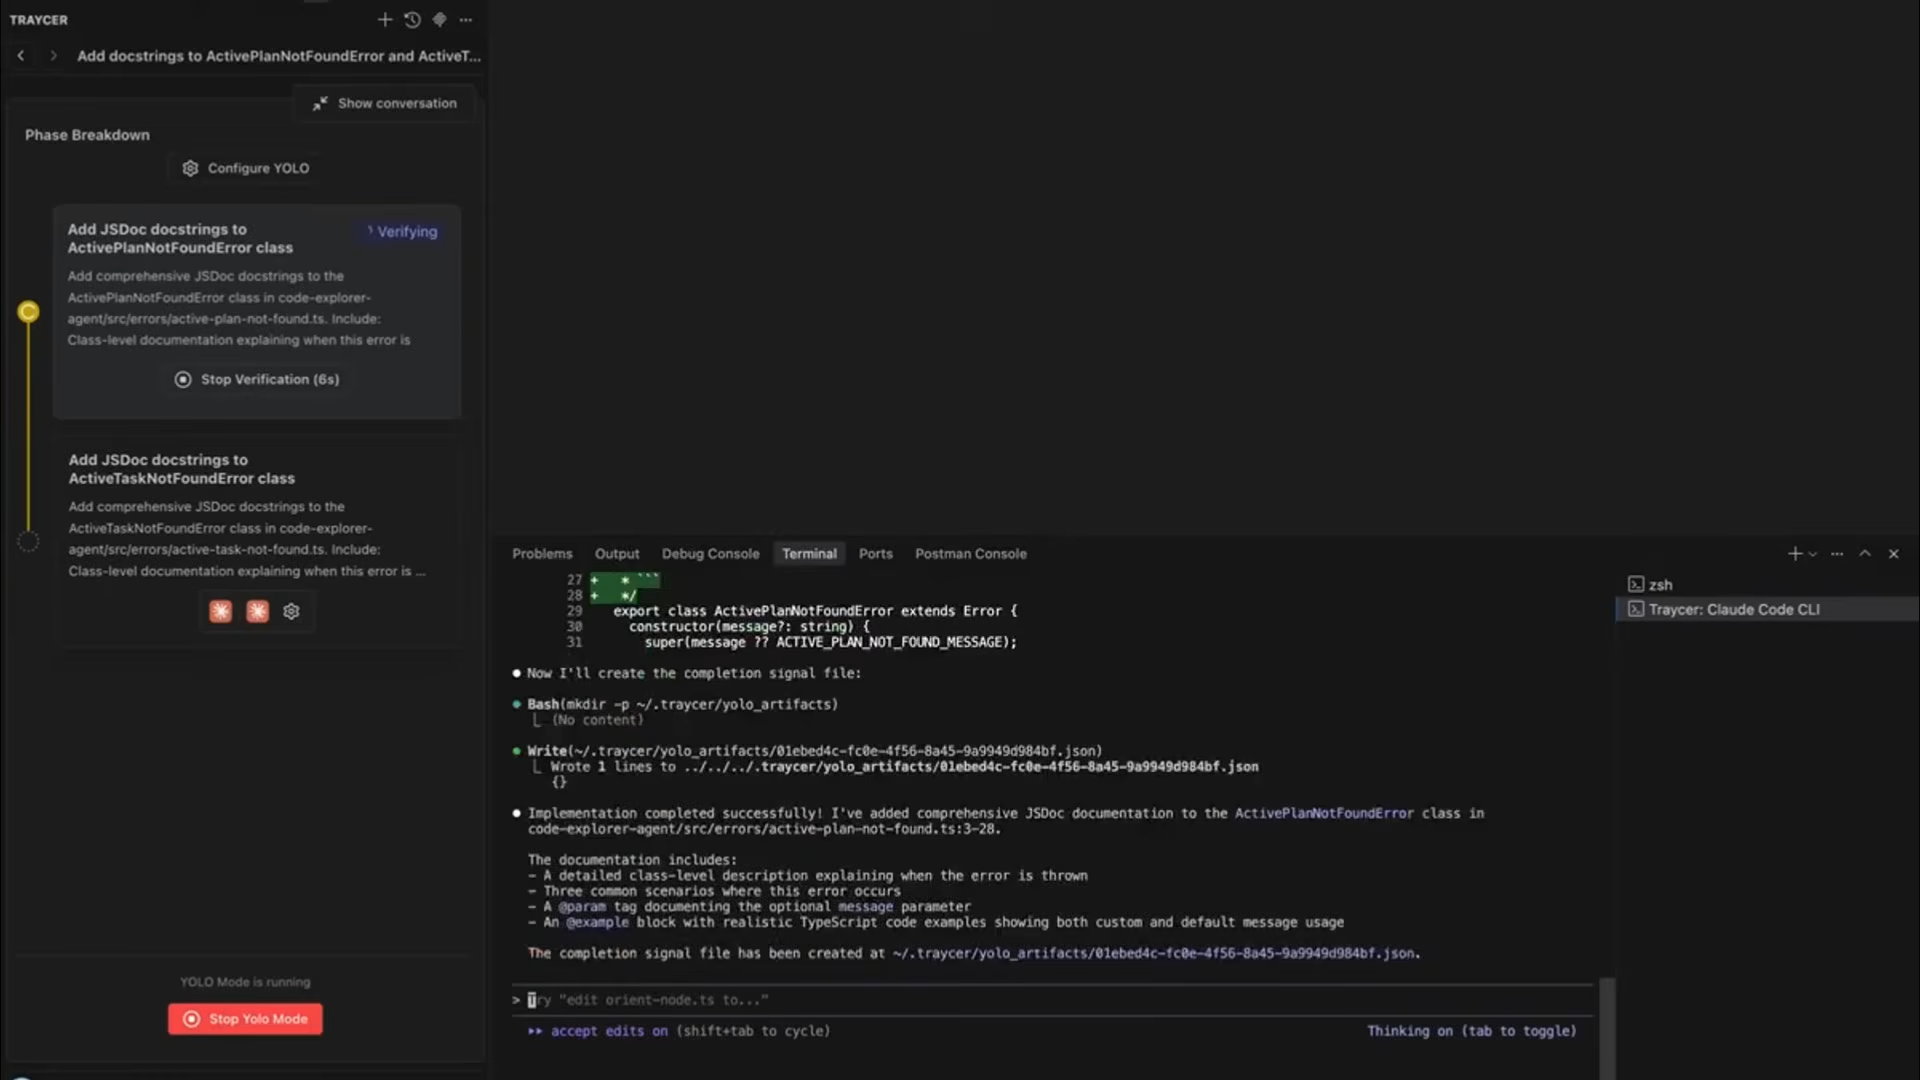 TRAYCER
Add docstrings to ActivePlanNotFoundError and ActiveT...
Show conversation
Phase Breakdown
Configure YOLO
Add JSDoc docstrings to
ActivePlanNotFoundError class
Verifying
Add comprehensive JSDoc docstrings to the
ActivePlanNotFoundError class in code-explorer-
agent/src/errors/active-plan-not-found.ts. Include:
Class-level documentation explaining when this error is
Stop Verification (6s)
Add JSDoc docstrings to
ActiveTaskNotFoundError class
Add comprehensive JSDoc docstrings to the
ActiveTaskNotFoundError class in code-explorer-
agent/src/errors/active-task-not-found.ts. Include:
Class-level documentation explaining when this error is ...
YOLO Mode is running
Stop Yolo Mode
Problems Output Debug Console Terminal Ports Postman Console
27 + * ```
28 + */
29 export class ActivePlanNotFoundError extends Error {
30 constructor(message?: string) {
31 super(message ?? ACTIVE_PLAN_NOT_FOUND_MESSAGE);
● Now I'll create the completion signal file:
● Bash(mkdir -p ~/.traycer/yolo_artifacts)
⎿ (No content)
● Write(~/.traycer/yolo_artifacts/01ebed4c-fc0e-4f56-8a45-9a9949d984bf.json)
⎿ Wrote 1 lines to ../../../.traycer/yolo_artifacts/01ebed4c-fc0e-4f56-8a45-9a9949d984bf.json
{}
● Implementation completed successfully! I've added comprehensive JSDoc documentation to the ActivePlanNotFoundError class in
code-explorer-agent/src/errors/active-plan-not-found.ts:3-28.
The documentation includes:
- A detailed class-level description explaining when the error is thrown
- Three common scenarios where this error occurs
- A @param tag documenting the optional message parameter
- An @example block with realistic TypeScript code examples showing both custom and default message usage
The completion signal file has been created at ~/.traycer/yolo_artifacts/01ebed4c-fc0e-4f56-8a45-9a9949d984bf.json.
> Try "edit orient-node.ts to..."
▸▸ accept edits on (shift+tab to cycle)
Thinking on (tab to toggle)
zsh
Traycer: Claude Code CLI